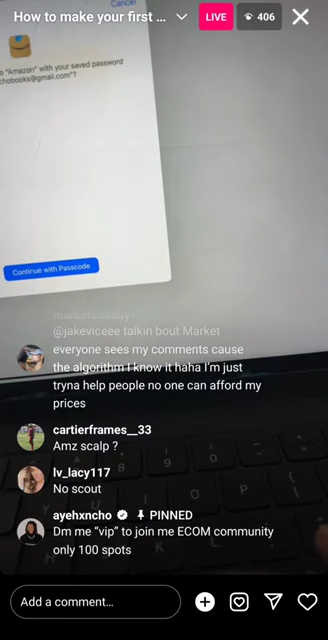 How to make your first ...
LIVE
406
Cancel
"Amazon" with your saved password
chobooks@gmail.com"?
Continue with Passcode
@jakeviceee talkin bout Market
everyone sees my comments cause
the algorithm I know it haha I'm just
tryna help people no one can afford my
prices
cartierframes__33
Amz scalp ?
lv_lacy117
No scout
ayehxncho PINNED
Dm me “vip” to join me ECOM community
only 100 spots
Add a comment...